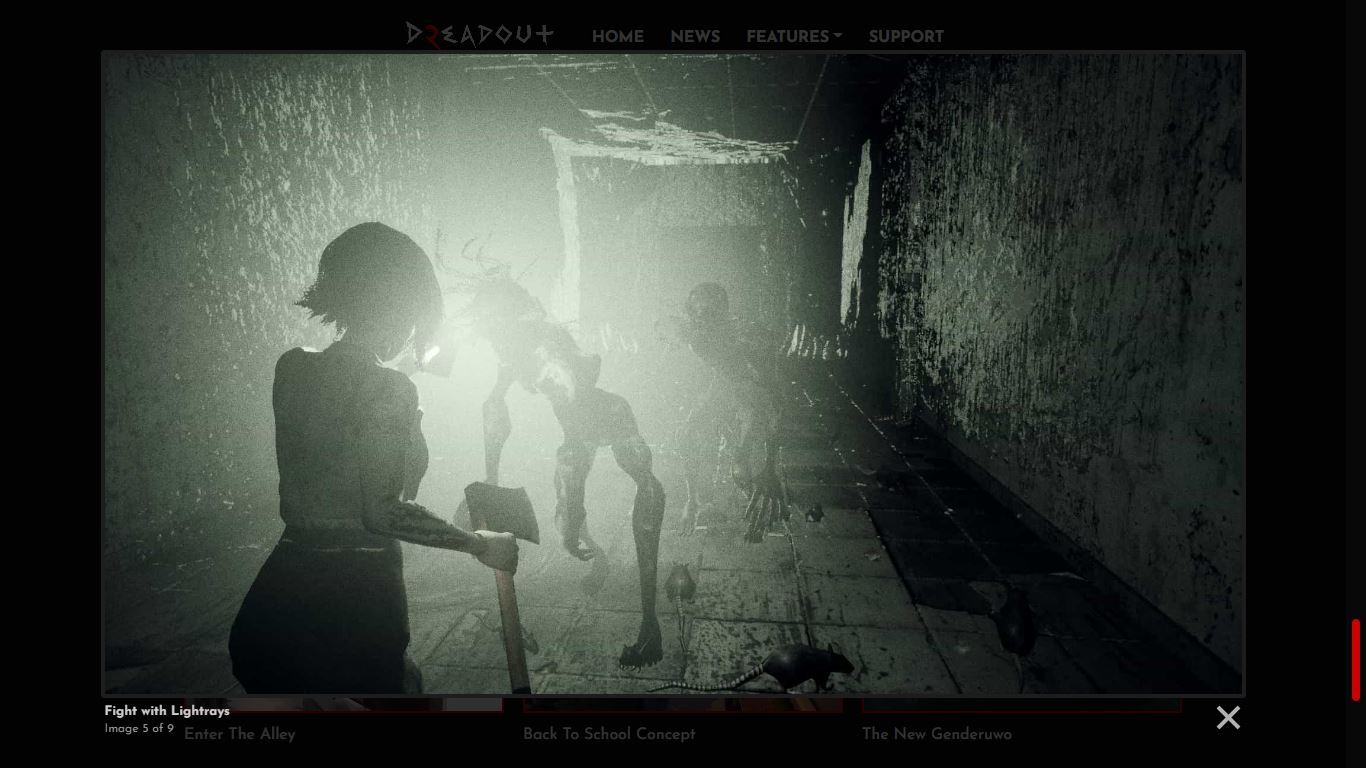 DREADOUT HOME NEWS FEATURES SUPPORT
Fight with Lightrays
Image 5 of 9
Enter The Alley
Back To School Concept
The New Genderuwo